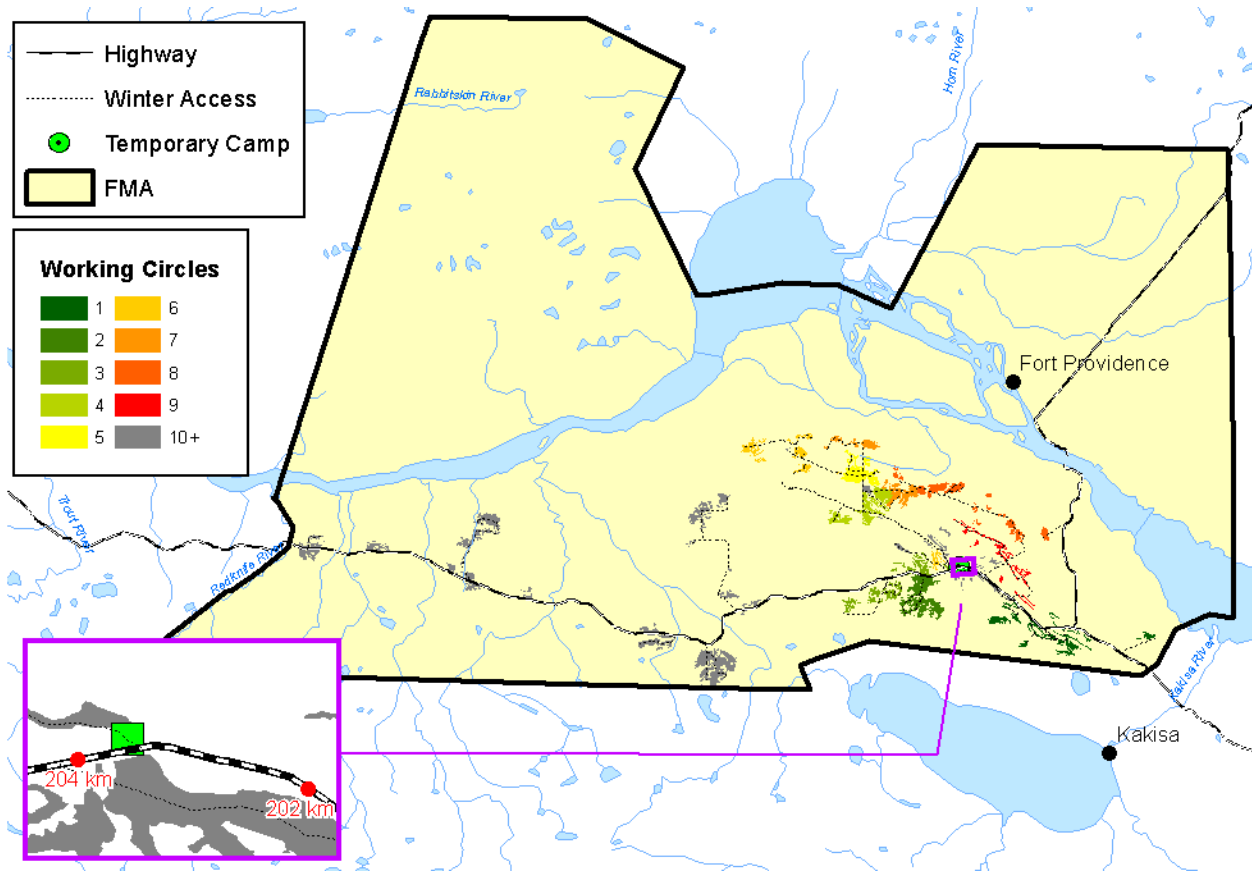 Highway
Winter Access
Temporary Camp
FMA
Working Circles
1 6
2 7
3 8
4 9
5 10+
Rabbitskin River
Horn River
Fort Providence
Trout River
Redknife River
Kakisa River
Kakisa
204 km
202 km